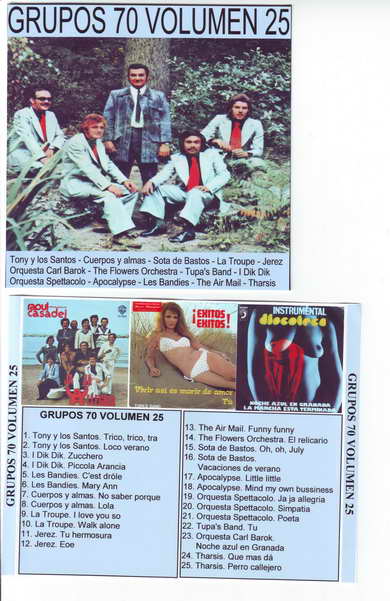 GRUPOS 70 VOLUMEN 25
Tony y los Santos - Cuerpos y almas - Sota de Bastos - La Troupe - Jerez
Orquesta Carl Barok - The Flowers Orchestra - Tupa's Band - I Dik Dik
Orquesta Spettacolo - Apocalypse - Les Bandies - The Air Mail - Tharsis
GRUPOS 70 VOLUMEN 25
raoul
casadei
¡EXITOS
EXITOS!
Vivir asi es morir de amor
Tú
INSTRUMENTAL
discoteca
NOCHE AZUL EN GRANADA
LA MANCHA ESTA TERMINADA
GRUPOS 70 VOLUMEN 25
1. Tony y los Santos. Trico, trico, tra
2. Tony y los Santos. Loco verano
3. I Dik Dik. Zucchero
4. I Dik Dik. Piccola Arancia
5. Les Bandies. C'est drôle
6. Les Bandies. Mary Ann
7. Cuerpos y almas. No saber porque
8. Cuerpos y almas. Lola
9. La Troupe. I love you so
10. La Troupe. Walk alone
11. Jerez. Tu hermosura
12. Jerez. Eoe
13. The Air Mail. Funny funny
14. The Flowers Orchestra. El relicario
15. Sota de Bastos. Oh, oh, July
16. Sota de Bastos.
Vacaciones de verano
17. Apocalypse. Little little
18. Apocalypse. Mind my own bussiness
19. Orquesta Spettacolo. Ja ja allegria
20. Orquesta Spettacolo. Simpatia
21. Orquesta Spettacolo. Poeta
22. Tupa's Band. Tu
23. Orquesta Carl Barok.
Noche azul en Granada
24. Tharsis. Que mas dá
25. Tharsis. Perro callejero
GRUPOS 70 VOLUMEN 25